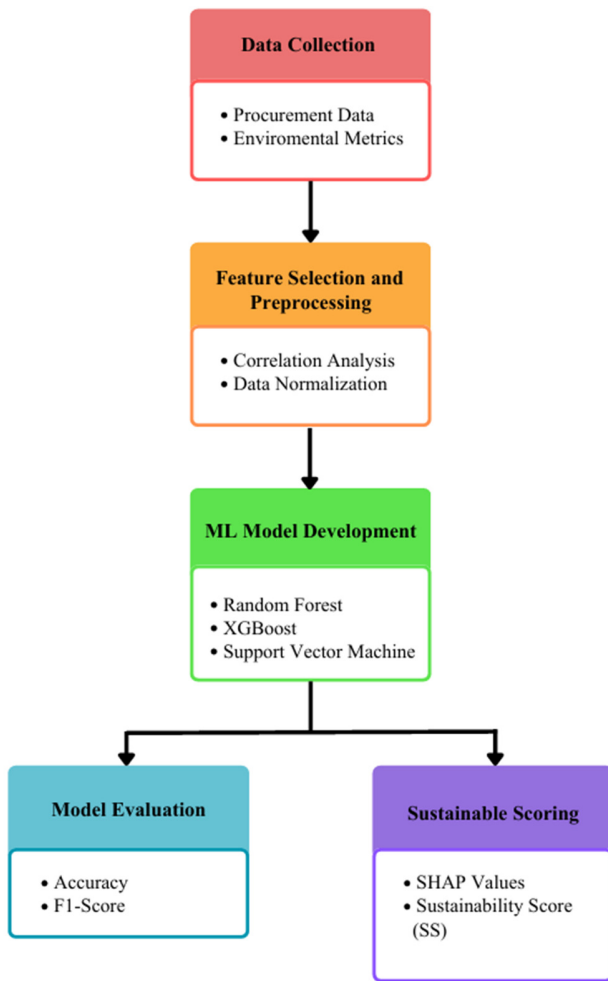 Data Collection
• Procurement Data
• Enviromental Metrics
Feature Selection and
Preprocessing
• Correlation Analysis
• Data Normalization
ML Model Development
• Random Forest
• XGBoost
• Support Vector Machine
Model Evaluation
• Accuracy
• F1-Score
Sustainable Scoring
• SHAP Values
• Sustainability Score
(SS)